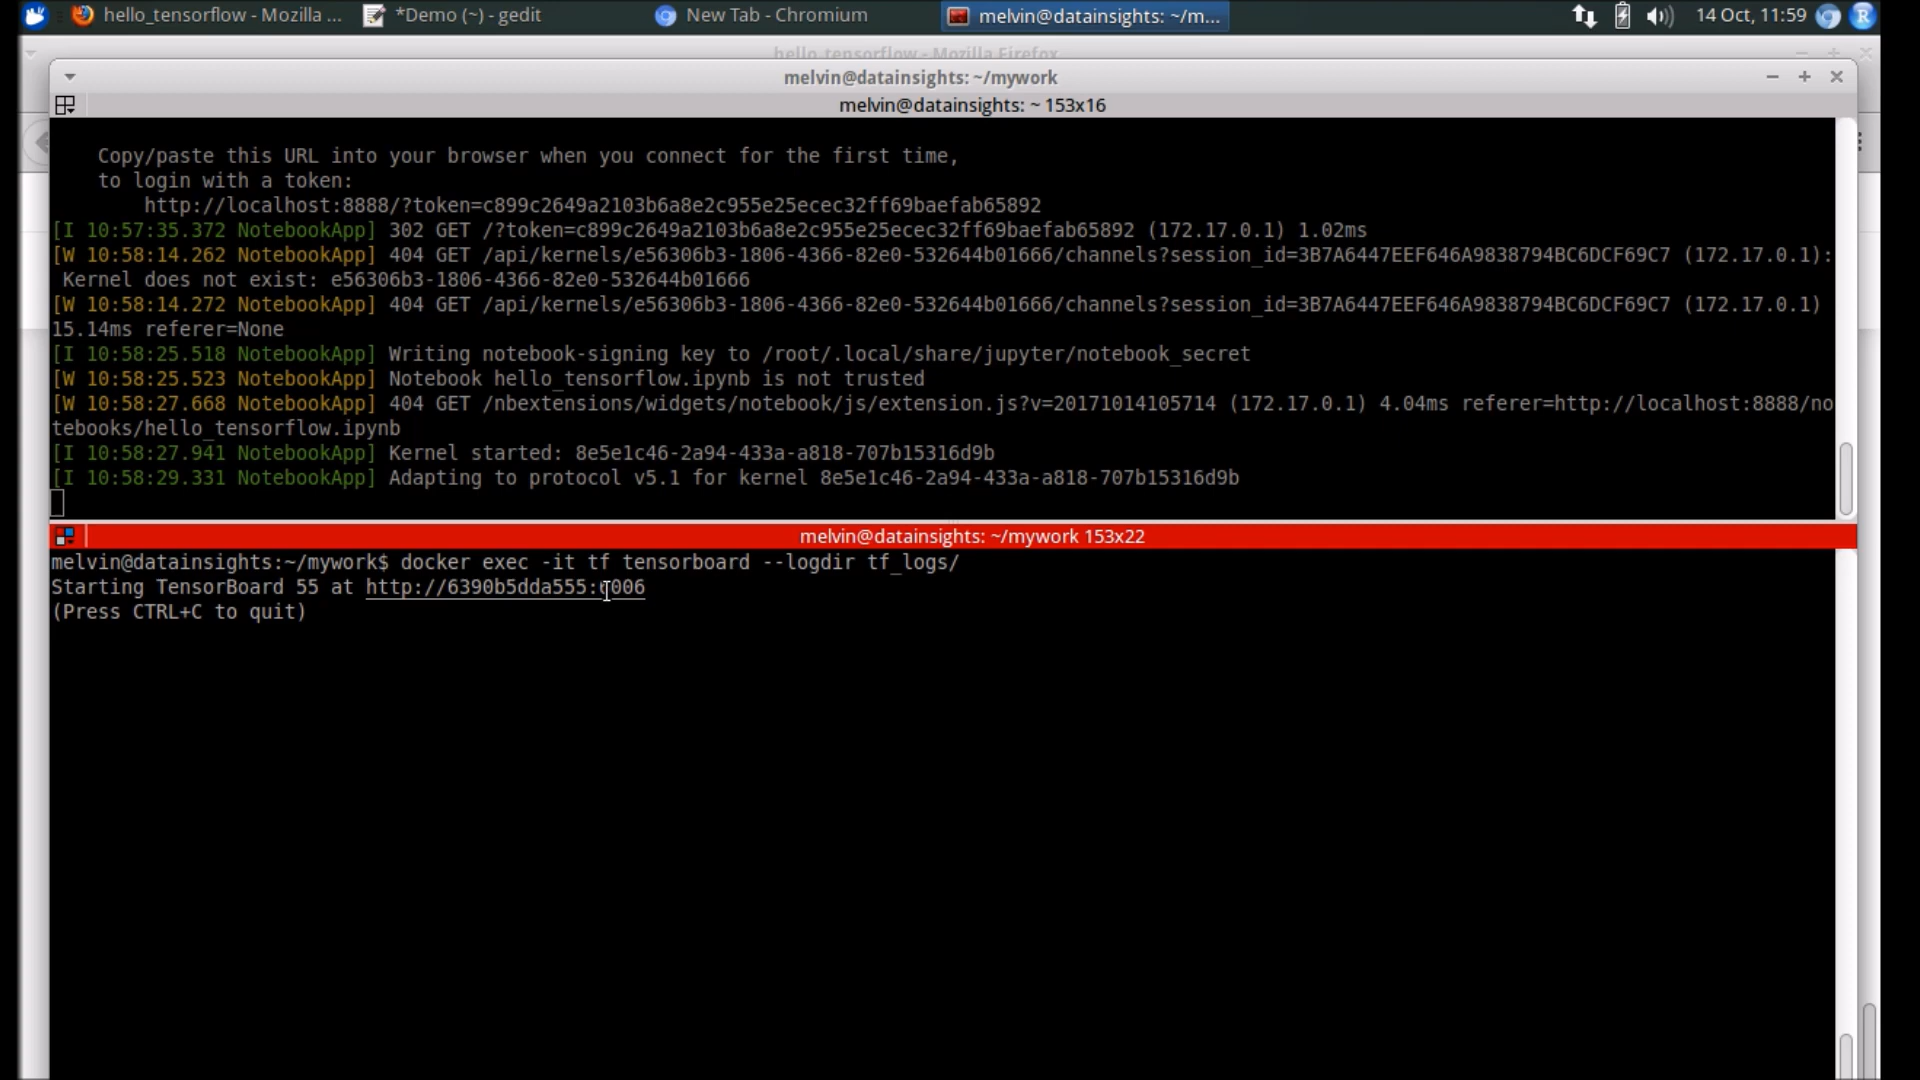 hello_tensorflow - Mozilla ... *Demo (~) - gedit New Tab - Chromium melvin@datainsights: ~/m... 14 Oct, 11:59 R
hello_tensorflow - Mozilla Firefox
melvin@datainsights: ~/mywork
melvin@datainsights: ~ 153x16
Copy/paste this URL into your browser when you connect for the first time,
to login with a token:
http://localhost:8888/?token=c899c2649a2103b6a8e2c955e25ecec32ff69baefab65892
[I 10:57:35.372 NotebookApp] 302 GET /?token=c899c2649a2103b6a8e2c955e25ecec32ff69baefab65892 (172.17.0.1) 1.02ms
[W 10:58:14.262 NotebookApp] 404 GET /api/kernels/e56306b3-1806-4366-82e0-532644b01666/channels?session_id=3B7A6447EEF646A9838794BC6DCF69C7 (172.17.0.1):
Kernel does not exist: e56306b3-1806-4366-82e0-532644b01666
[W 10:58:14.272 NotebookApp] 404 GET /api/kernels/e56306b3-1806-4366-82e0-532644b01666/channels?session_id=3B7A6447EEF646A9838794BC6DCF69C7 (172.17.0.1)
15.14ms referer=None
[I 10:58:25.518 NotebookApp] Writing notebook-signing key to /root/.local/share/jupyter/notebook_secret
[W 10:58:25.523 NotebookApp] Notebook hello_tensorflow.ipynb is not trusted
[W 10:58:27.668 NotebookApp] 404 GET /nbextensions/widgets/notebook/js/extension.js?v=20171014105714 (172.17.0.1) 4.04ms referer=http://localhost:8888/no
tebooks/hello_tensorflow.ipynb
[I 10:58:27.941 NotebookApp] Kernel started: 8e5e1c46-2a94-433a-a818-707b15316d9b
[I 10:58:29.331 NotebookApp] Adapting to protocol v5.1 for kernel 8e5e1c46-2a94-433a-a818-707b15316d9b
melvin@datainsights: ~/mywork 153x22
melvin@datainsights:~/mywork$ docker exec -it tf tensorboard --logdir tf_logs/
Starting TensorBoard 55 at http://6390b5dda555:6006
(Press CTRL+C to quit)